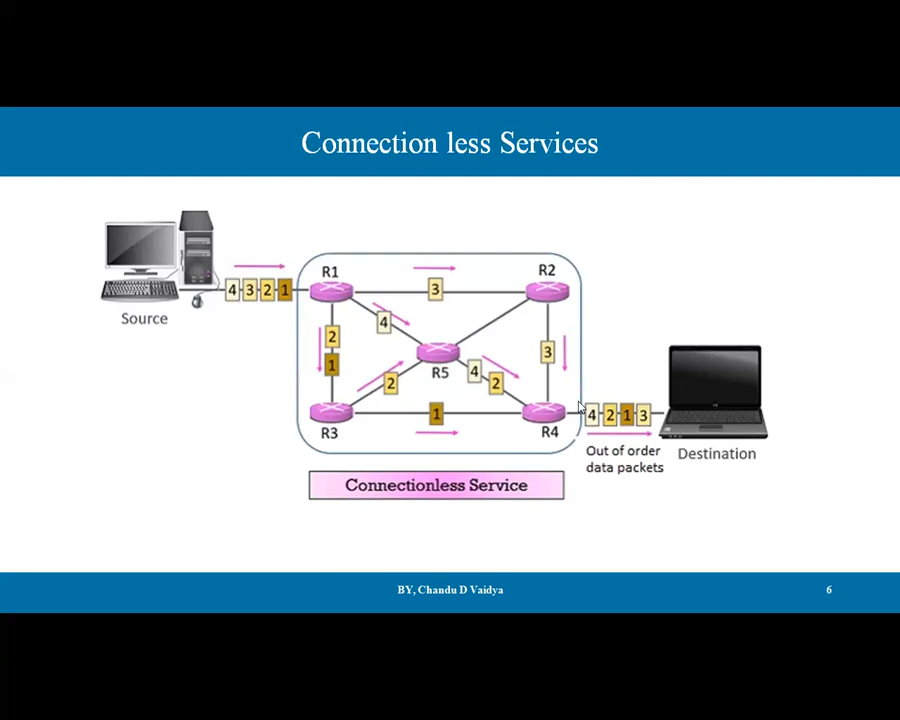 Connection less Services
R1
R2
3
4 3 2 1
Source
4
2
1
3
R5
4
2
2
R3
1
R4
4 2 1 3
Out of order
data packets
Destination
Connectionless Service
BY, Chandu D Vaidya
6